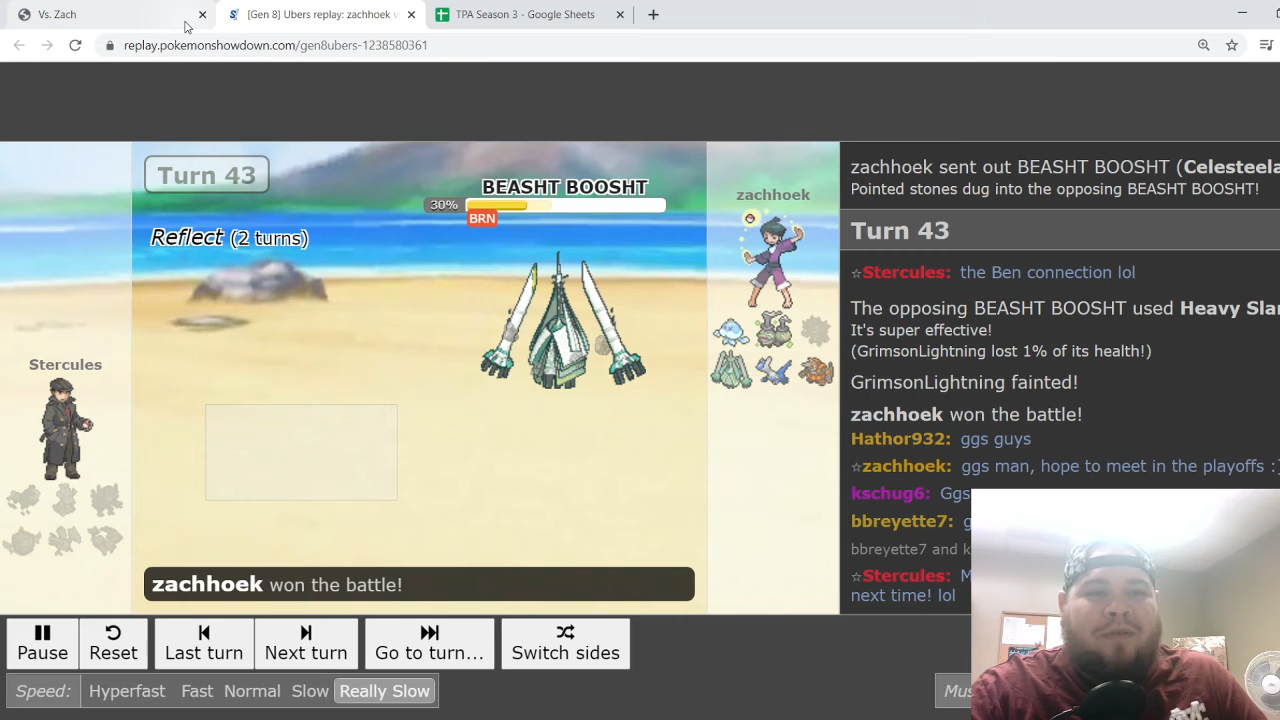 Vs. Zach
[Gen 8] Ubers replay: zachhoek v
TPA Season 3 - Google Sheets
replay.pokemonshowdown.com/gen8ubers-1238580361
Turn 43
BEASHT BOOSHT
30%
BRN
Reflect (2 turns)
zachhoek
Stercules
zachhoek won the battle!
zachhoek sent out BEASHT BOOSHT (Celesteela
Pointed stones dug into the opposing BEASHT BOOSHT!
Turn 43
☆Stercules: the Ben connection lol
The opposing BEASHT BOOSHT used Heavy Slam
It's super effective!
(GrimsonLightning lost 1% of its health!)
GrimsonLightning fainted!
zachhoek won the battle!
Hathor932: ggs guys
☆zachhoek: ggs man, hope to meet in the playoffs :)
kschug6: Ggs
bbreyette7: g
bbreyette7 and k
☆Stercules: M
next time! lol
Pause
Reset
Last turn
Next turn
Go to turn...
Switch sides
Speed: Hyperfast Fast Normal Slow Really Slow
Mus